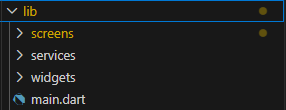 lib
screens
services
widgets
main.dart